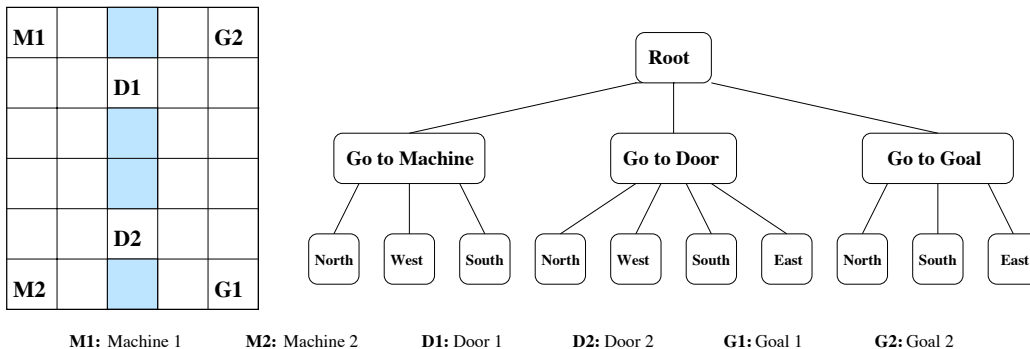 M1 G2
D1
D2
M2 G1
Root
Go to Machine Go to Door Go to Goal
North West South North West South East North South East
M1: Machine 1 M2: Machine 2 D1: Door 1 D2: Door 2 G1: Goal 1 G2: Goal 2